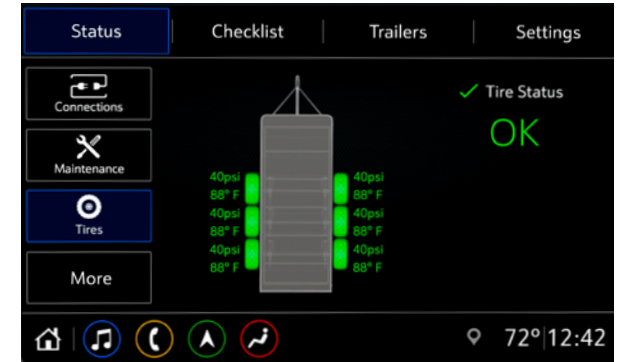 Status Checklist Trailers Settings
Connections
Maintenance
Tires
More
40psi
88° F
40psi
88° F
40psi
88° F
40psi
88° F
40psi
88° F
40psi
88° F
Tire Status
OK
72° 12:42